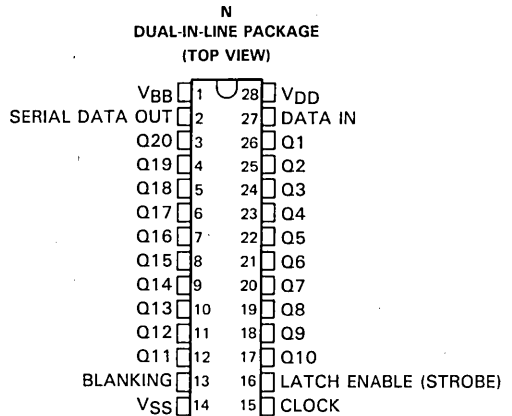 N
DUAL-IN-LINE PACKAGE
(TOP VIEW)
VBB 1 28 VDD
SERIAL DATA OUT 2 27 DATA IN
Q20 3 26 Q1
Q19 4 25 Q2
Q18 5 24 Q3
Q17 6 23 Q4
Q16 7 22 Q5
Q15 8 21 Q6
Q14 9 20 Q7
Q13 10 19 Q8
Q12 11 18 Q9
Q11 12 17 Q10
BLANKING 13 16 LATCH ENABLE (STROBE)
VSS 14 15 CLOCK